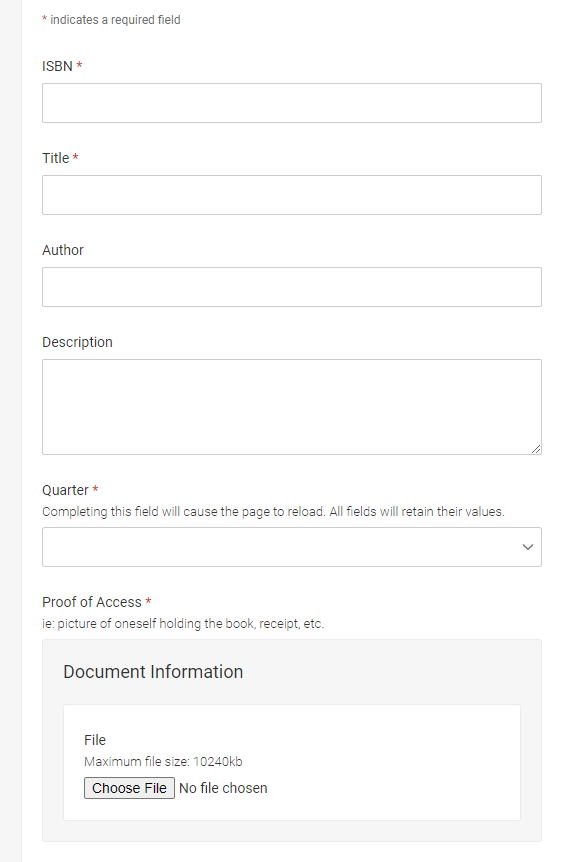 * indicates a required field
ISBN *
Title *
Author
Description
Quarter *
Completing this field will cause the page to reload. All fields will retain their values.
Proof of Access *
ie: picture of oneself holding the book, receipt, etc.
Document Information
File
Maximum file size: 10240kb
Choose File No file chosen